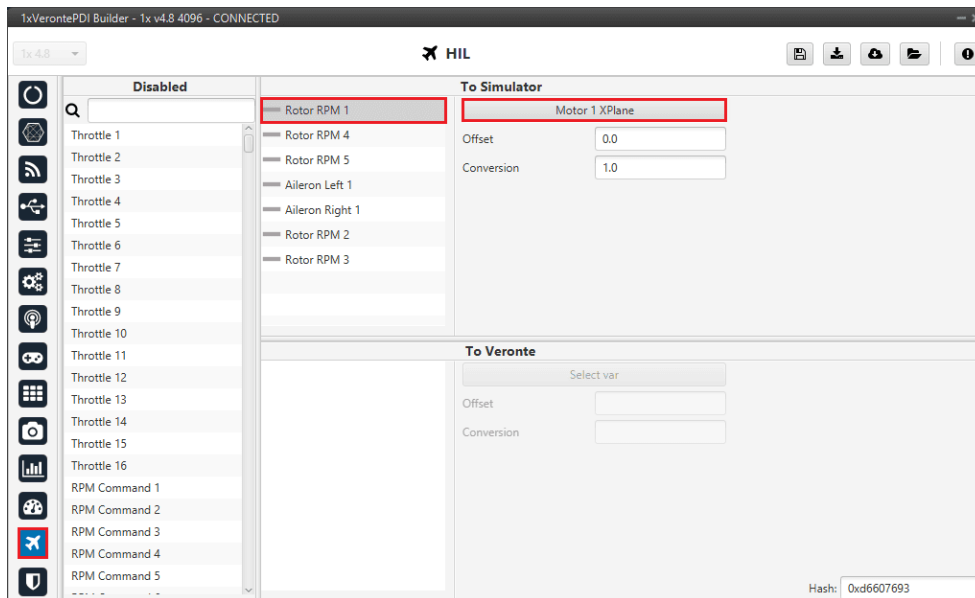 1xVerontePDI Builder - 1x v4.8 4096 - CONNECTED
1x 4.8
HIL
Disabled
Throttle 1
Throttle 2
Throttle 3
Throttle 4
Throttle 5
Throttle 6
Throttle 7
Throttle 8
Throttle 9
Throttle 10
Throttle 11
Throttle 12
Throttle 13
Throttle 14
Throttle 15
Throttle 16
RPM Command 1
RPM Command 2
RPM Command 3
RPM Command 4
RPM Command 5
Rotor RPM 1
Rotor RPM 4
Rotor RPM 5
Aileron Left 1
Aileron Right 1
Rotor RPM 2
Rotor RPM 3
To Simulator
Motor 1 XPlane
Offset 0.0
Conversion 1.0
To Veronte
Select var
Offset
Conversion
Hash: 0xd6607693